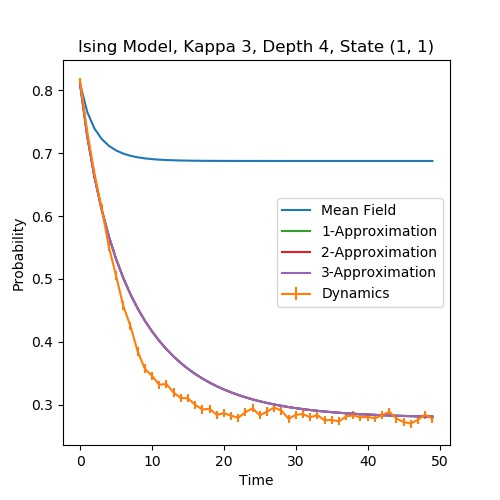 Ising Model, Kappa 3, Depth 4, State (1, 1)
0.8
0.7
0.6
0.5
0.4
0.3
Probability
Mean Field
1-Approximation
2-Approximation
3-Approximation
Dynamics
0 10 20 30 40 50
Time